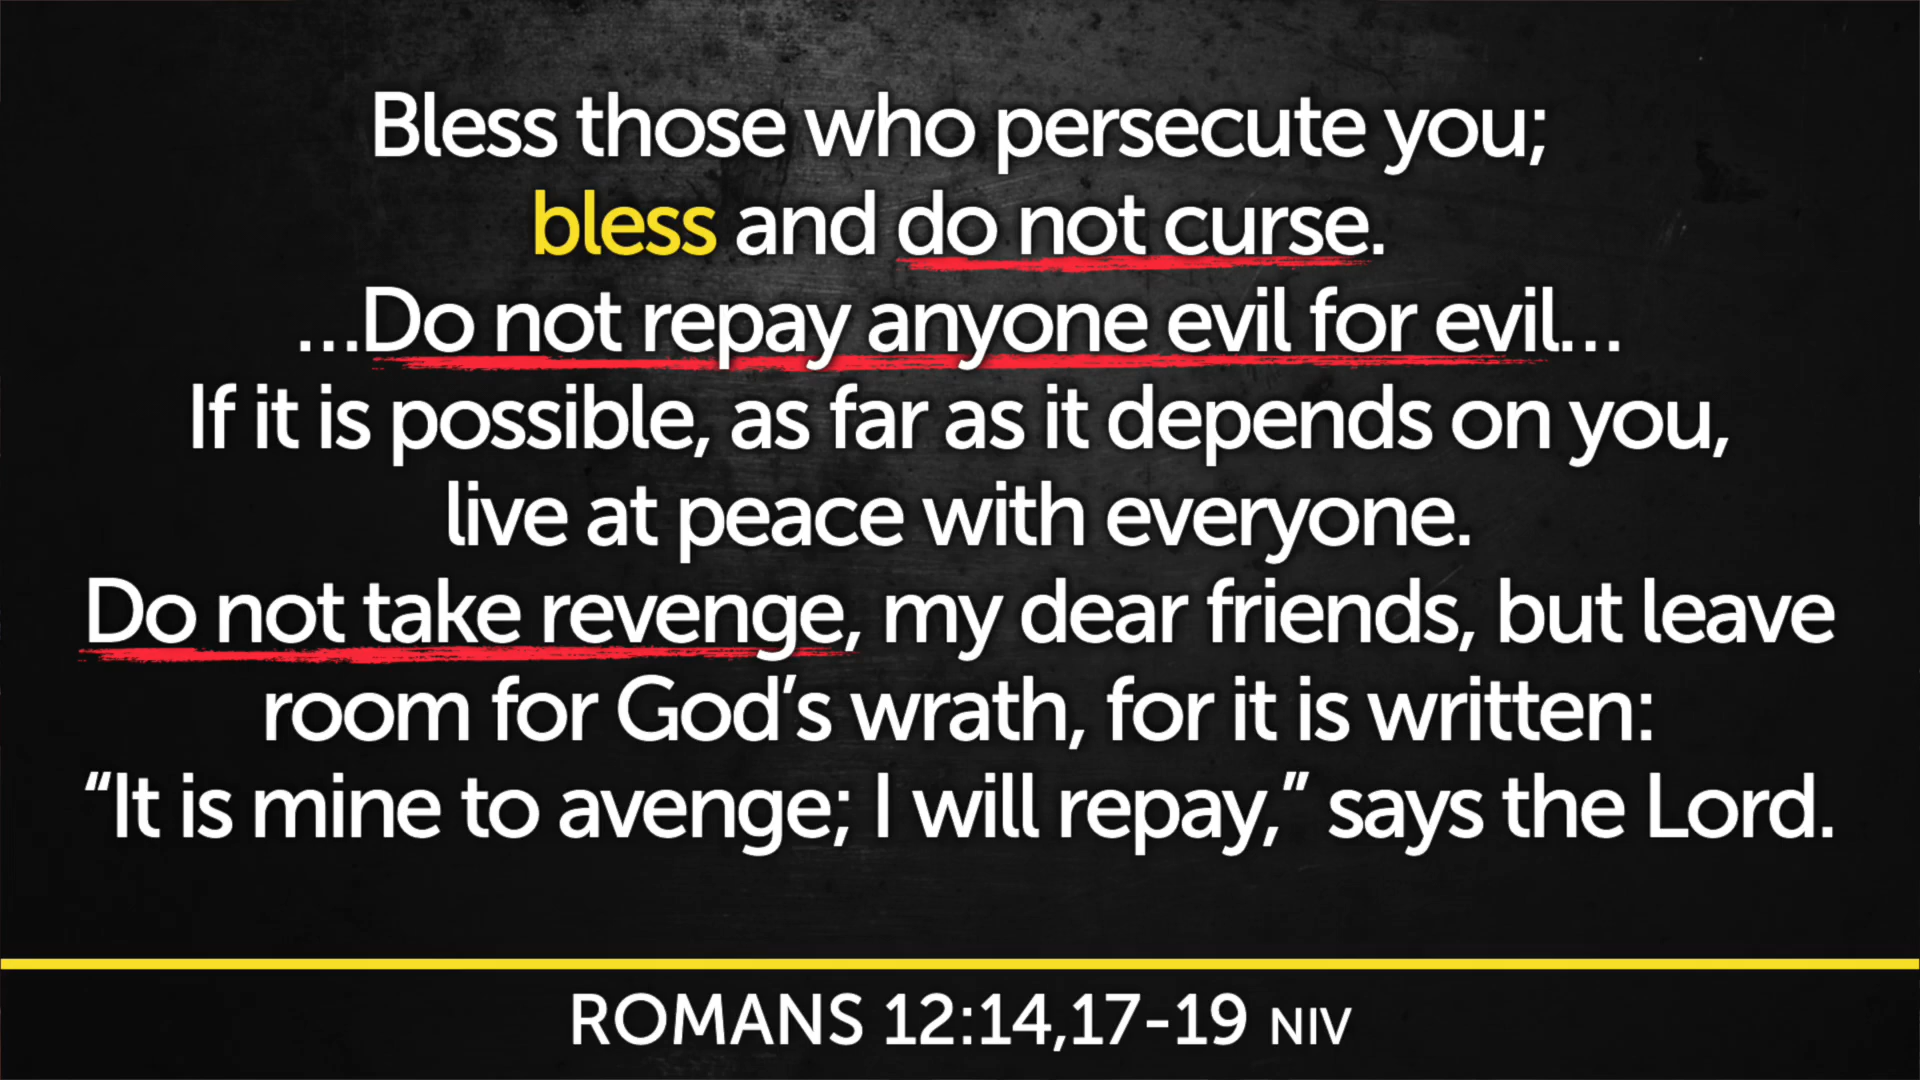 Bless those who persecute you;
bless and do not curse.
...Do not repay anyone evil for evil...
If it is possible, as far as it depends on you,
live at peace with everyone.
Do not take revenge, my dear friends, but leave
room for God’s wrath, for it is written:
“It is mine to avenge; I will repay,” says the Lord.
ROMANS 12:14,17-19 NIV